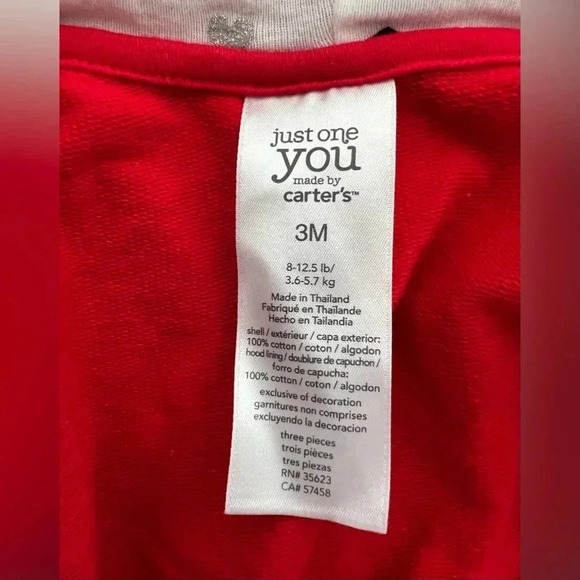 just one
you
made by
carter's™
3M
8-12.5 lb/
3.6-5.7 kg
Made in Thailand
Fabriqué en Thaïlande
Hecho en Tailandia
shell / extérieur / capa exterior:
100% cotton / coton / algodon
hood lining / doublure de capuchon /
forro de capucha:
100% cotton / coton / algodon
exclusive of decoration
garnitures non comprises
excluyendo la decoracion
three pieces
trois pièces
tres piezas
RN# 35623
CA# 57458